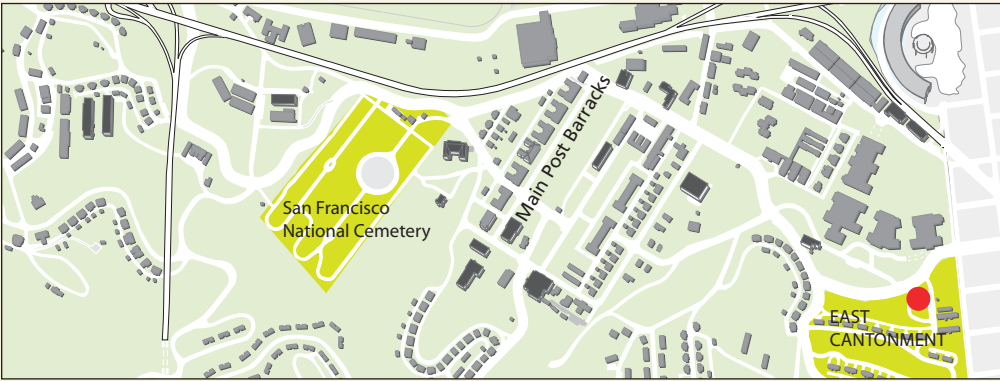 Main Post Barracks
San Francisco
National Cemetery
EAST
CANTONMENT